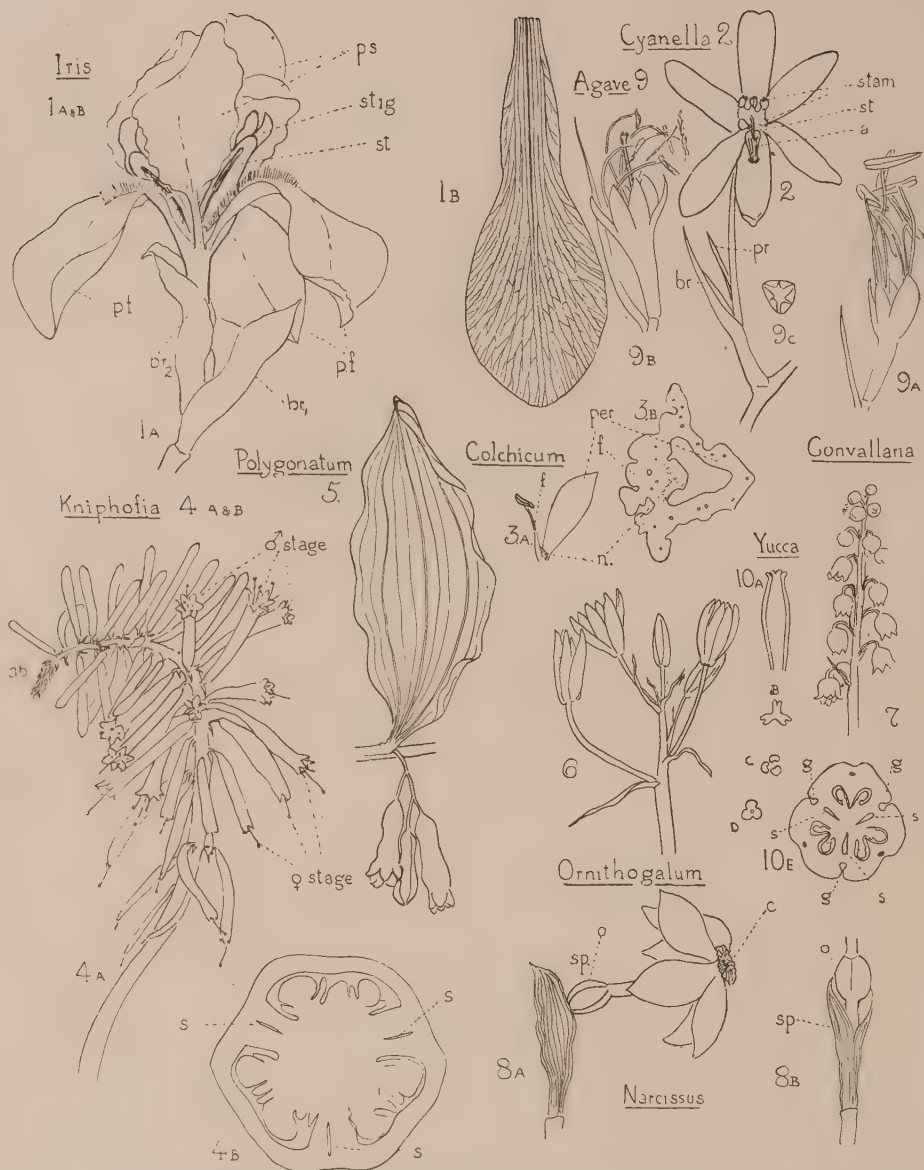 Iris
1A&B
ps
stig
st
pt
br₂
br₁
pf
1A
1B
Agave 9
9B
Cyanella 2
stam
st
a
2
pr
br
9C
9A
Kniphofia 4 A&B
♂ stage
ab
♀ stage
4A
Polygonatum
5.
Colchicum
per
3B
f
f
3A.
n.
Convallaria
7
Yucca
10A
B
C
D
g
g
s
s
10E
g
s
6
Ornithogalum
s
s
s
4B
o
sp
c
8A
Narcissus
o
sp
8B